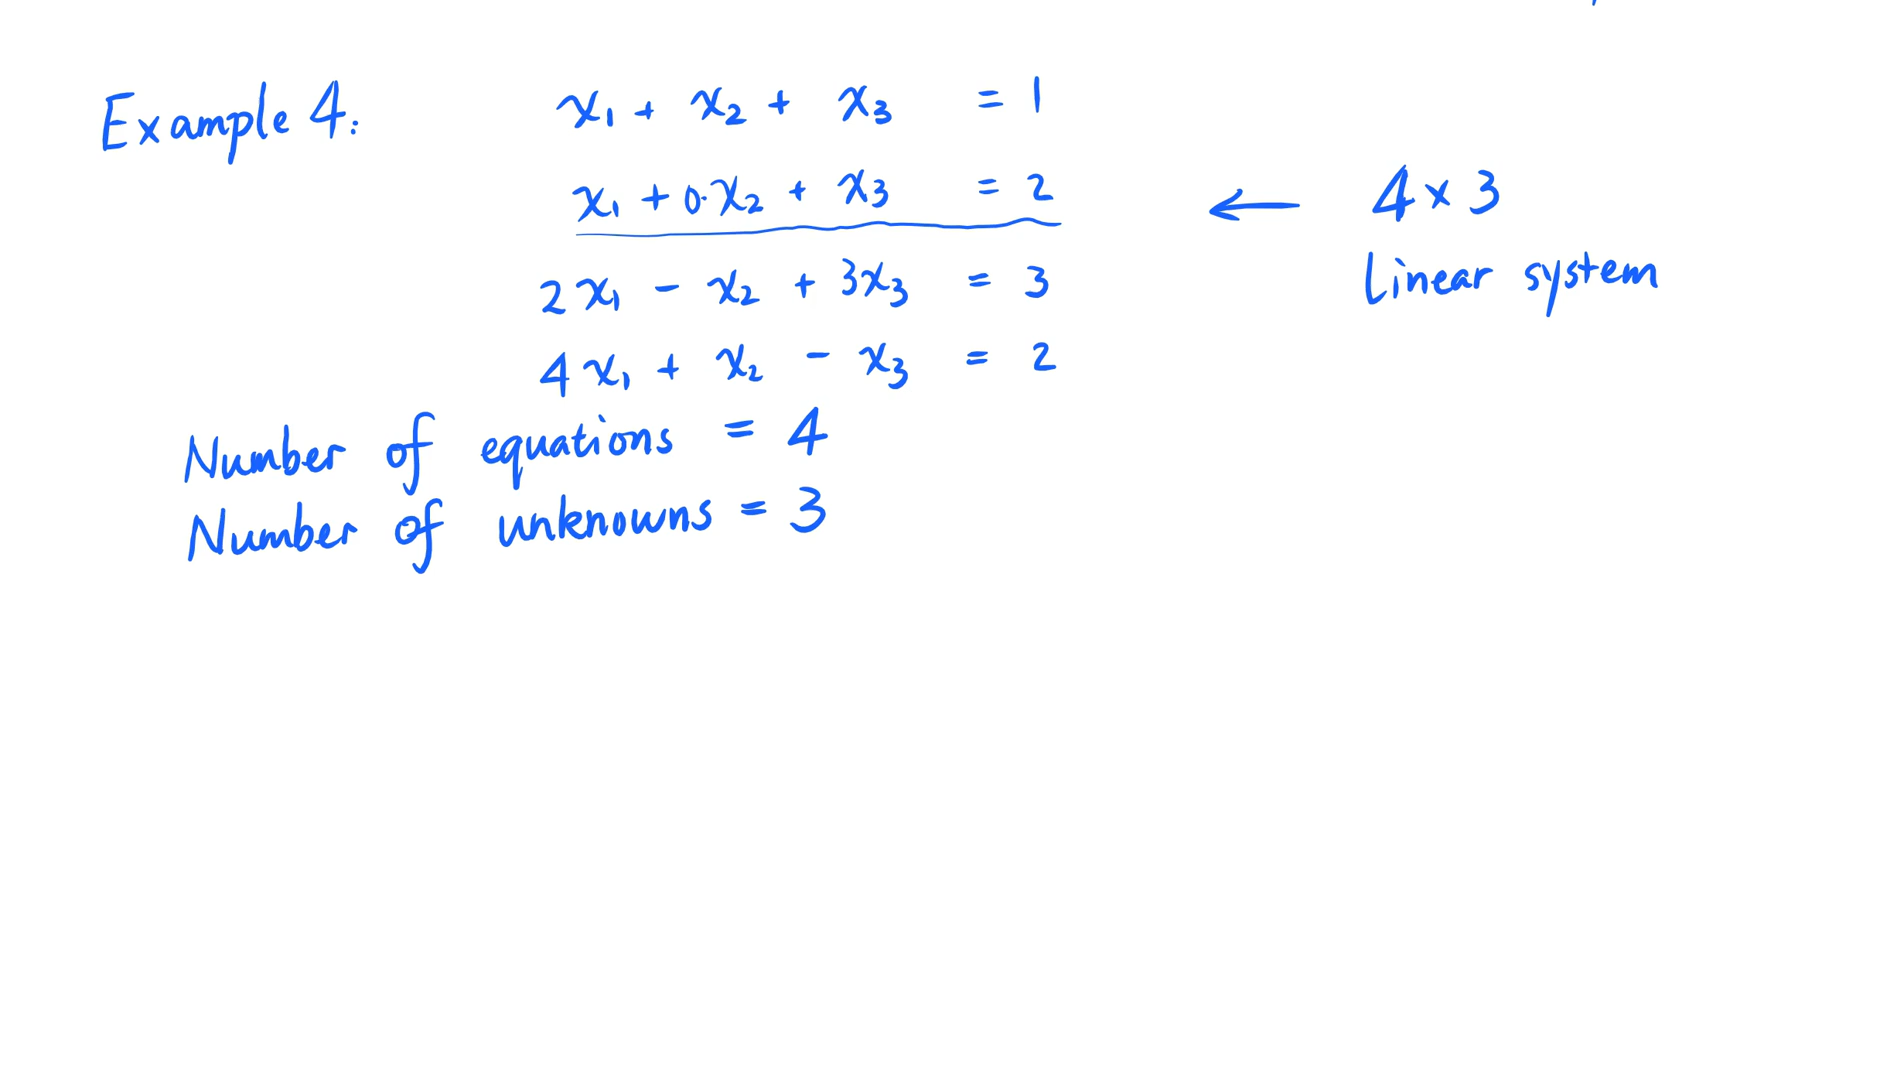 Example 4: x₁ + x₂ + x₃ = 1
x₁ + 0·x₂ + x₃ = 2 ← 4 × 3
Linear system
2x₁ - x₂ + 3x₃ = 3
4x₁ + x₂ - x₃ = 2
Number of equations = 4
Number of unknowns = 3